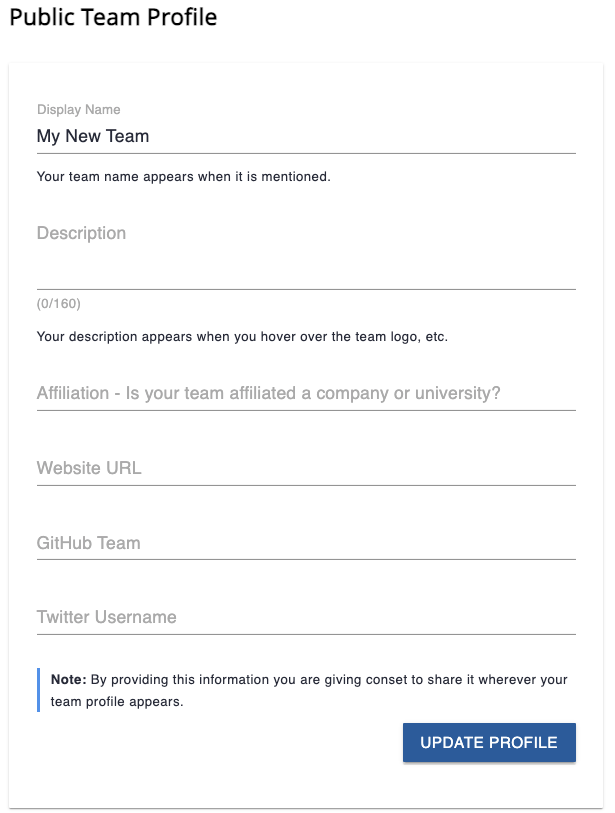 Public Team Profile
Display Name
My New Team
Your team name appears when it is mentioned.
Description
(0/160)
Your description appears when you hover over the team logo, etc.
Affiliation - Is your team affiliated a company or university?
Website URL
GitHub Team
Twitter Username
Note: By providing this information you are giving conset to share it wherever your
team profile appears.
UPDATE PROFILE